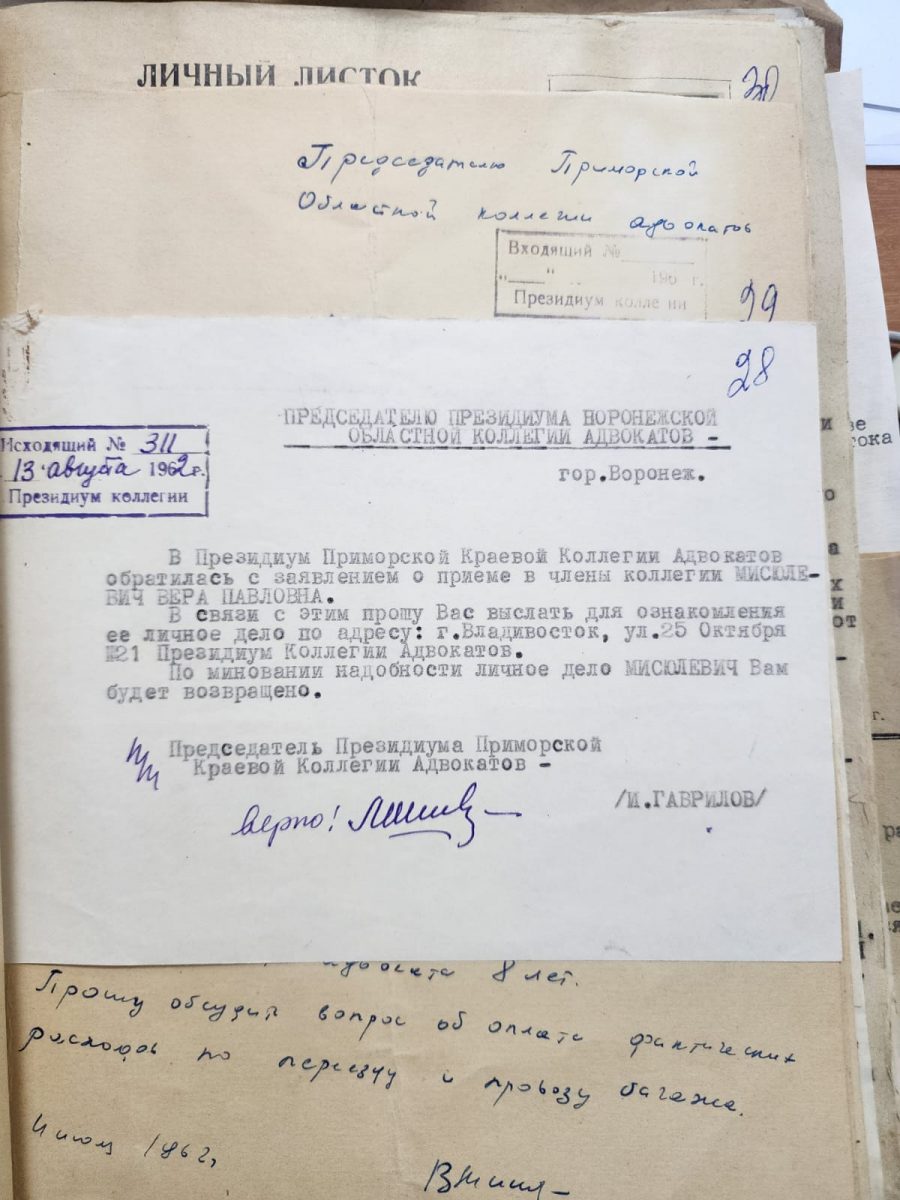 ЛИЧНЫЙ ЛИСТОК
30
Председателю Приморской
Областной коллегии адвокатов
Входящий №
196 г.
Президиум колле ии
29
28
ПРЕДСЕДАТЕЛЮ ПРЕЗИДИУМА ВОРОНЕЖСКОЙ
ОБЛАСТНОЙ КОЛЛЕГИИ АДВОКАТОВ -
гор.Воронеж.
Исходящий № 311
13 августа 1962 г.
Президиум коллегии
В Президиум Приморской Краевой Коллегии Адвокатов
обратилась с заявлением о приеме в члены коллегии МИСЮЛЕ-
ВИЧ ВЕРА ПАВЛОВНА.
В связи с этим прошу Вас выслать для ознакомления
ее личное дело по адресу: г.Владивосток, ул.25 Октября
№21 Президиум Коллегии Адвокатов.
По миновании надобности личное дело МИСЮЛЕВИЧ Вам
будет возвращено.
Председатель Президиума Приморской
Краевой Коллегии Адвокатов -
/И.ГАВРИЛОВ/
верно!
адвоката 8 лет.
Прошу обсудить вопрос об оплате фактических
расходов по переезду и провозу багажа.
1962 г.